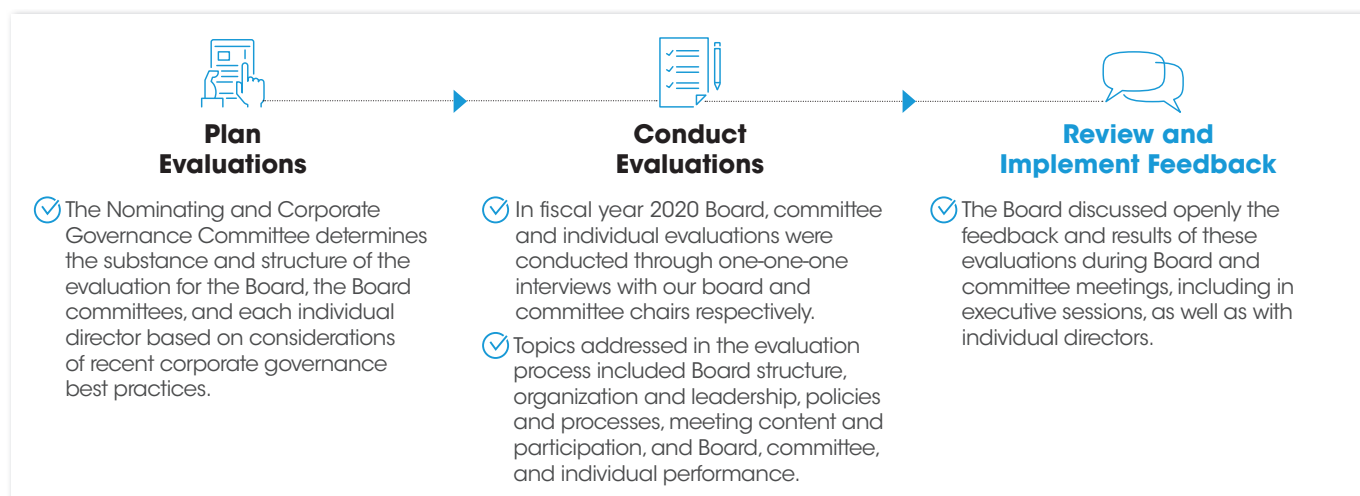 Plan
Evaluations
The Nominating and Corporate
Governance Committee determines
the substance and structure of the
evaluation for the Board, the Board
committees, and each individual
director based on considerations
of recent corporate governance
best practices.
Conduct
Evaluations
In fiscal year 2020 Board, committee
and individual evaluations were
conducted through one-one-one
interviews with our board and
committee chairs respectively.
Topics addressed in the evaluation
process included Board structure,
organization and leadership, policies
and processes, meeting content and
participation, and Board, committee,
and individual performance.
Review and
Implement Feedback
The Board discussed openly the
feedback and results of these
evaluations during Board and
committee meetings, including in
executive sessions, as well as with
individual directors.